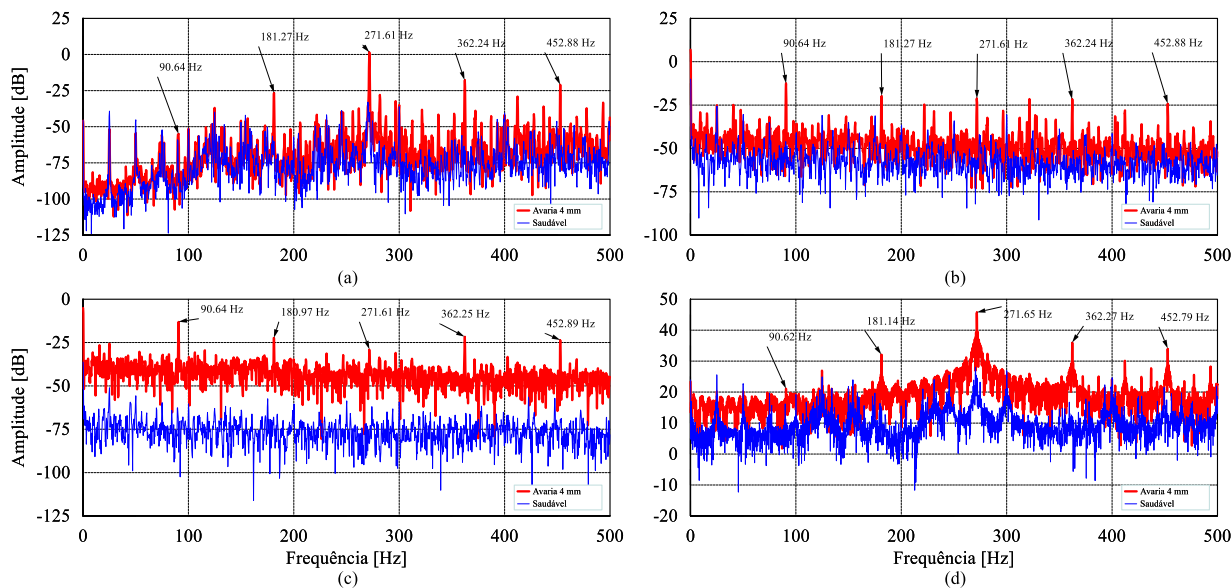 25
0
-25
-50
-75
-100
-125
Amplitude [dB]
90.64 Hz
181.27 Hz
271.61 Hz
362.24 Hz
452.88 Hz
Avaria 4 mm
Saudável
0
100
200
300
400
500
(a)
25
0
-25
-50
-75
-100
Amplitude [dB]
90.64 Hz
181.27 Hz
271.61 Hz
362.24 Hz
452.88 Hz
Avaria 4 mm
Saudável
0
100
200
300
400
500
(b)
0
-25
-50
-75
-100
-125
Amplitude [dB]
90.64 Hz
180.97 Hz
271.61 Hz
362.25 Hz
452.89 Hz
Avaria 4 mm
Saudável
0
100
200
300
400
500
Frequência [Hz]
(c)
50
40
30
20
10
0
-10
-20
90.62 Hz
181.14 Hz
271.65 Hz
362.27 Hz
452.79 Hz
Avaria 4 mm
Saudável
0
100
200
300
400
500
Frequência [Hz]
(d)